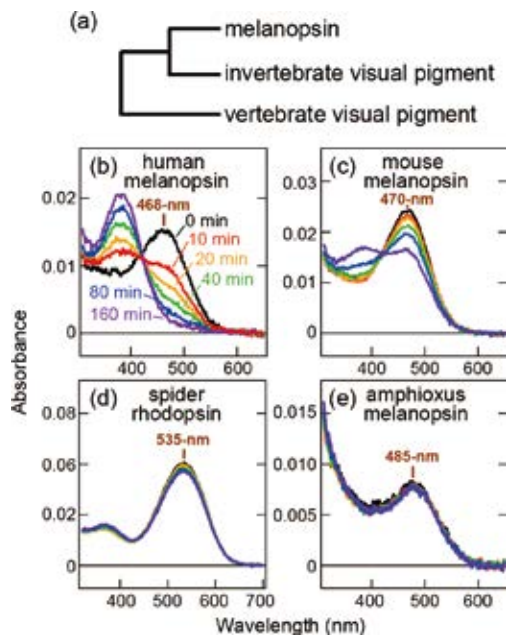 (a)
melanopsin
invertebrate visual pigment
vertebrate visual pigment
(b)
human
melanopsin
468-nm
0 min
10 min
20 min
40 min
80 min
160 min
0.02
0.01
0
400 500 600
(c)
mouse
melanopsin
470-nm
0.03
0.02
0.01
0
400 500 600
Absorbance
(d)
spider
rhodopsin
535-nm
0.08
0.06
0.02
0
400 500 600 700
(e)
amphioxus
melanopsin
485-nm
0.015
0.010
0.005
0
400 500 600
Wavelength (nm)